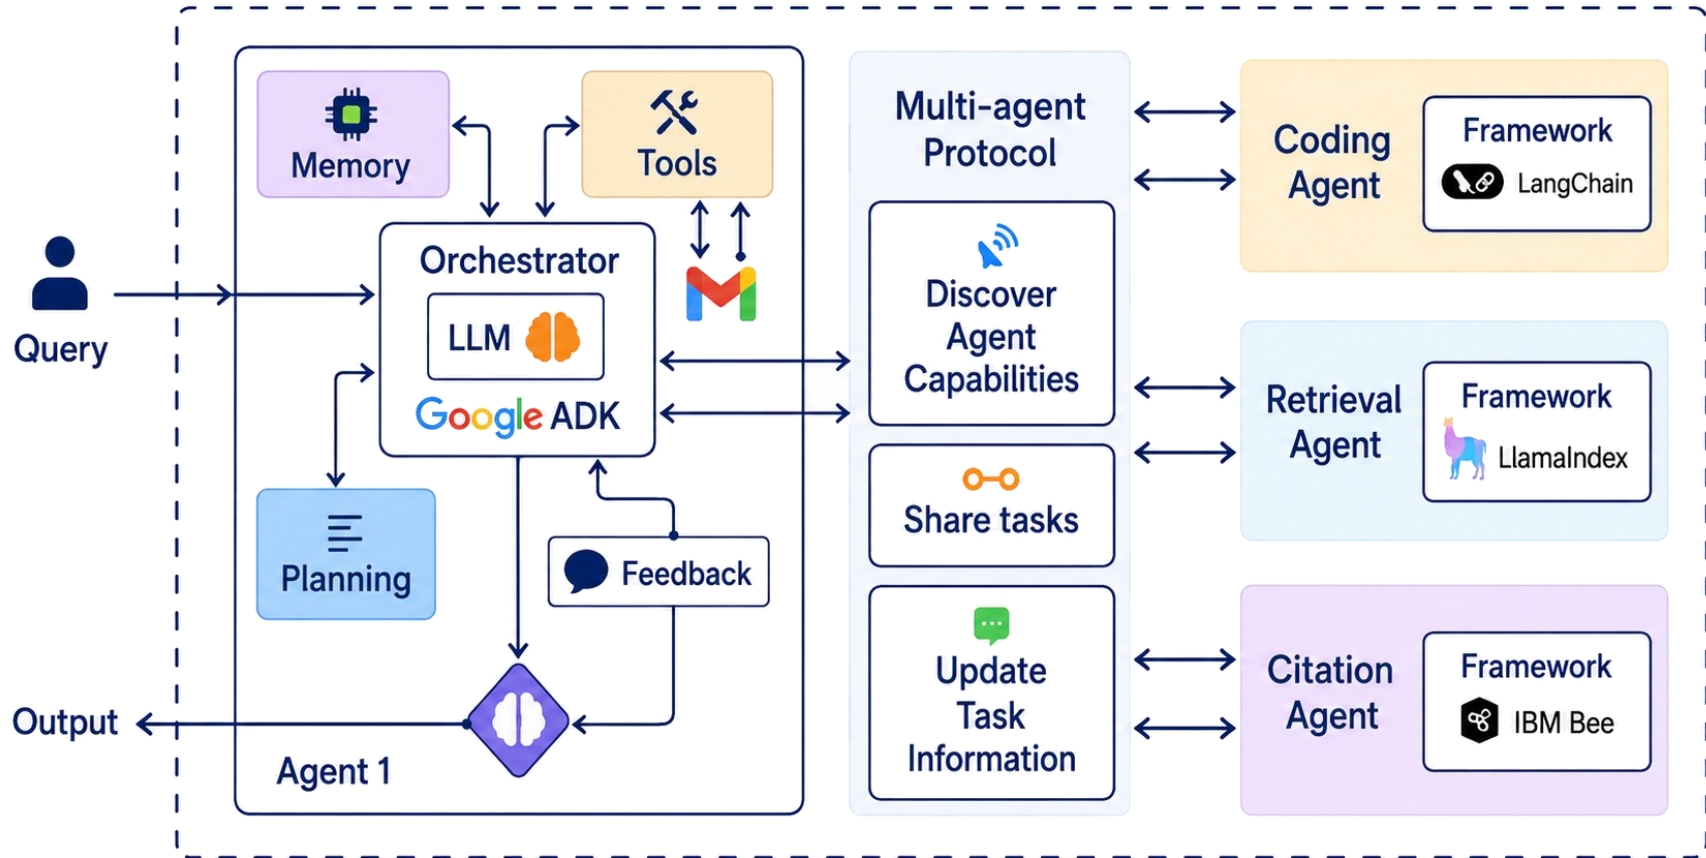 Memory
Tools
Orchestrator
LLM
Google ADK
Query
Planning
Feedback
Output
Agent 1
Multi-agent
Protocol
Discover
Agent
Capabilities
Share tasks
Update
Task
Information
Coding
Agent
Framework
LangChain
Retrieval
Agent
Framework
LlamaIndex
Citation
Agent
Framework
IBM Bee